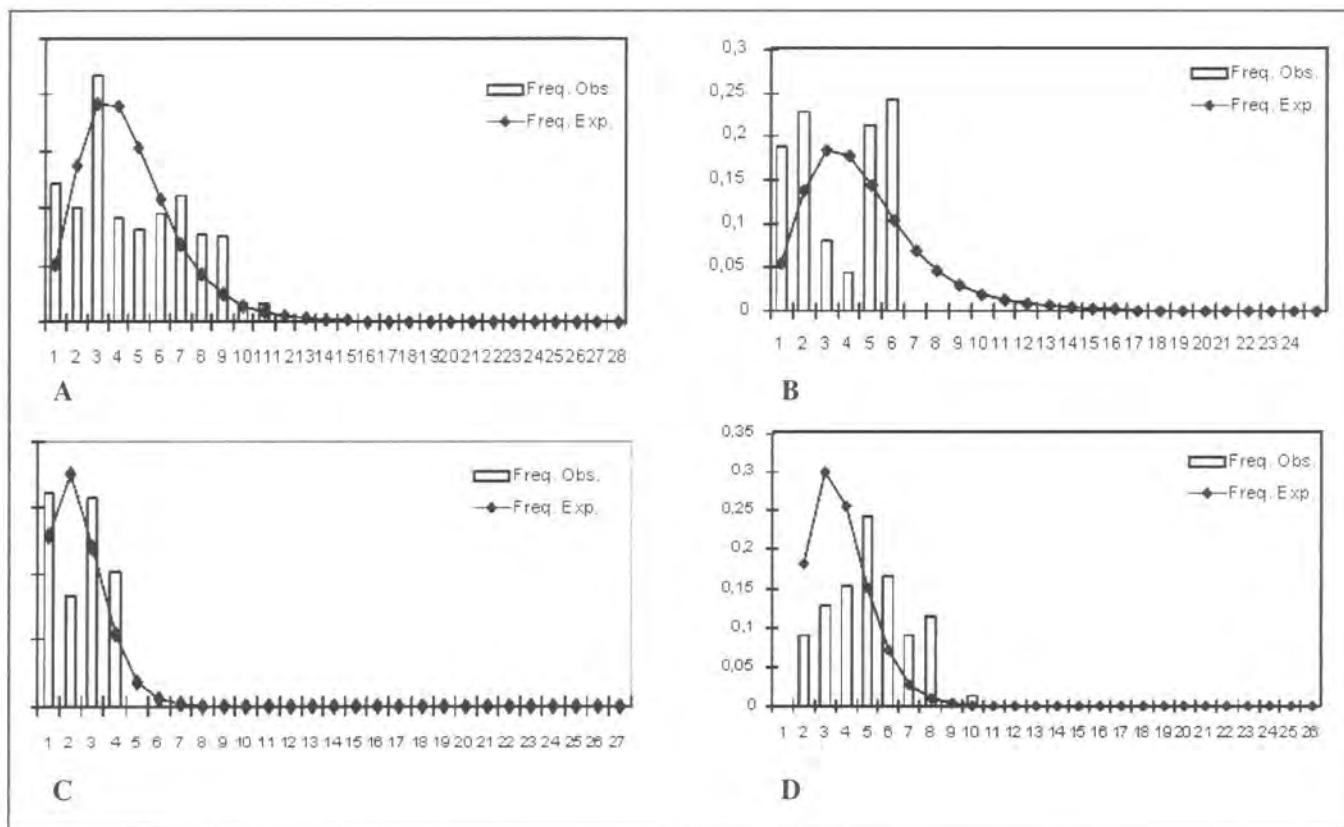 Freq. Obs.
Freq. Exp.
1 2 3 4 5 6 7 8 9 10 11 12 13 14 15 16 17 18 19 20 21 22 23 24 25 26 27 28
A
0,3
0,25
0,2
0,15
0,1
0,05
0
Freq. Obs.
Freq. Exp.
1 2 3 4 5 6 7 8 9 10 11 12 13 14 15 16 17 18 19 20 21 22 23 24
B
Freq. Obs.
Freq. Exp.
1 2 3 4 5 6 7 8 9 10 11 12 13 14 15 16 17 18 19 20 21 22 23 24 25 26 27
C
0,35
0,3
0,25
0,2
0,15
0,1
0,05
0
Freq. Obs.
Freq. Exp.
1 2 3 4 5 6 7 8 9 10 11 12 13 14 15 16 17 18 19 20 21 22 23 24 25 26
D